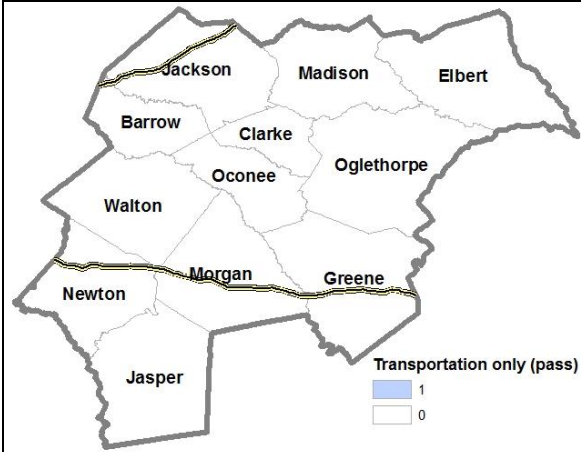 Jackson
Madison
Elbert
Barrow
Clarke
Oconee
Oglethorpe
Walton
Morgan
Greene
Newton
Jasper
Transportation only (pass)
1
0